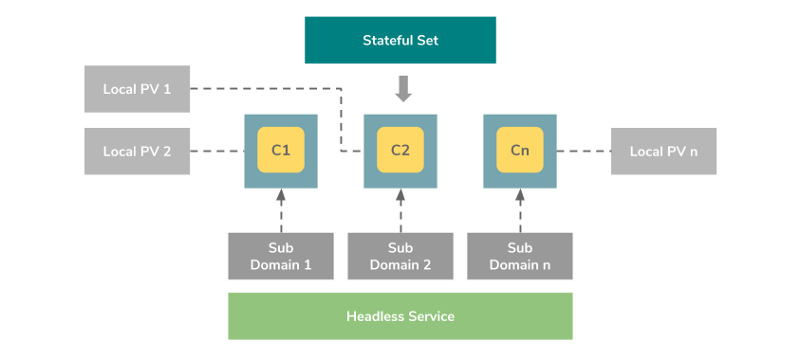 Stateful Set
Local PV 1
Local PV 2
C1
C2
Cn
Local PV n
Sub
Domain 1
Sub
Domain 2
Sub
Domain n
Headless Service